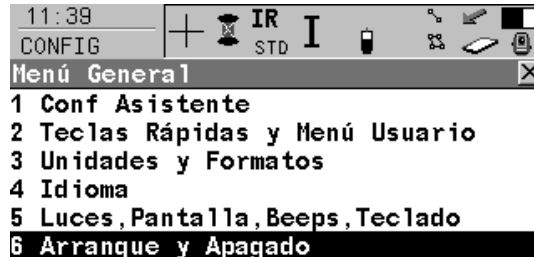 11:39
CONFIG
IR
STD
I
Menú General
1 Conf Asistente
2 Teclas Rápidas y Menú Usuario
3 Unidades y Formatos
4 Idioma
5 Luces,Pantalla,Beeps,Teclado
6 Arranque y Apagado